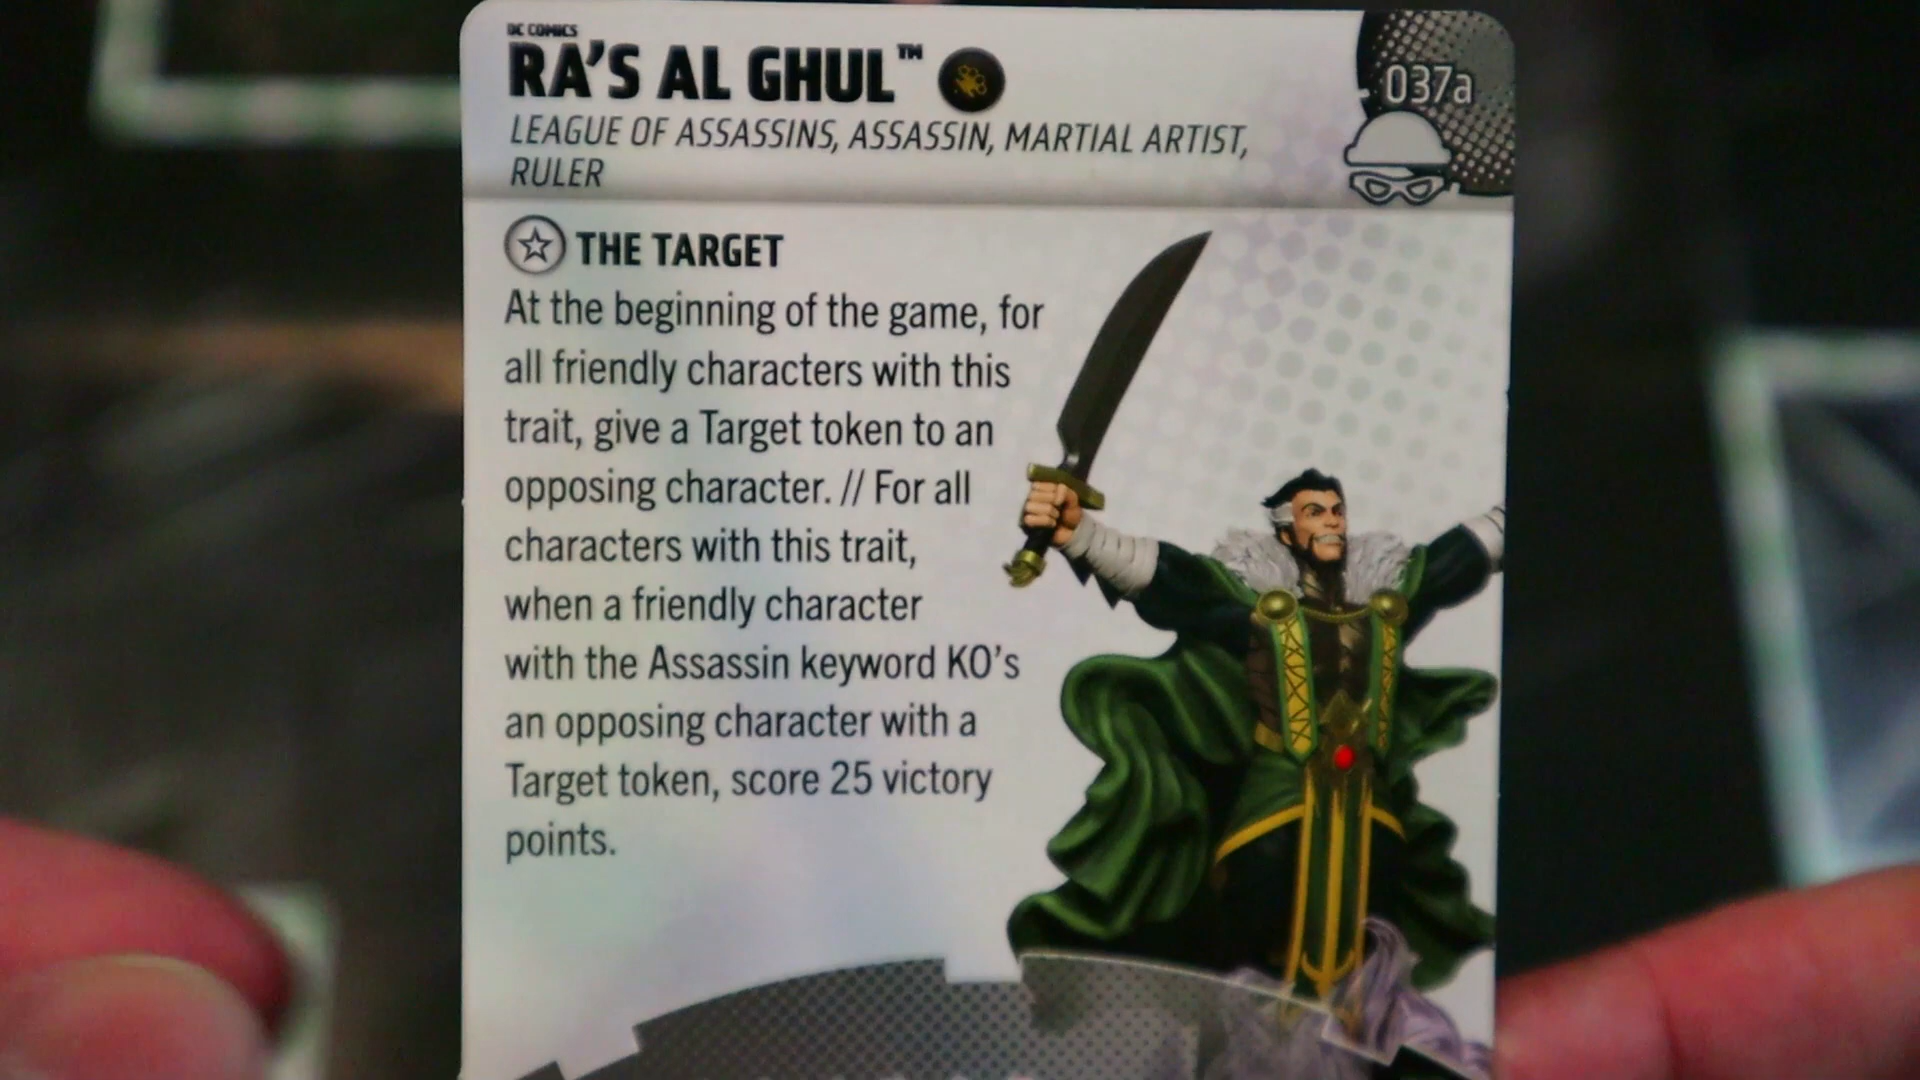 DC COMICS
RA'S AL GHUL™
037a
LEAGUE OF ASSASSINS, ASSASSIN, MARTIAL ARTIST,
RULER
THE TARGET
At the beginning of the game, for
all friendly characters with this
trait, give a Target token to an
opposing character. // For all
characters with this trait,
when a friendly character
with the Assassin keyword KO's
an opposing character with a
Target token, score 25 victory
points.